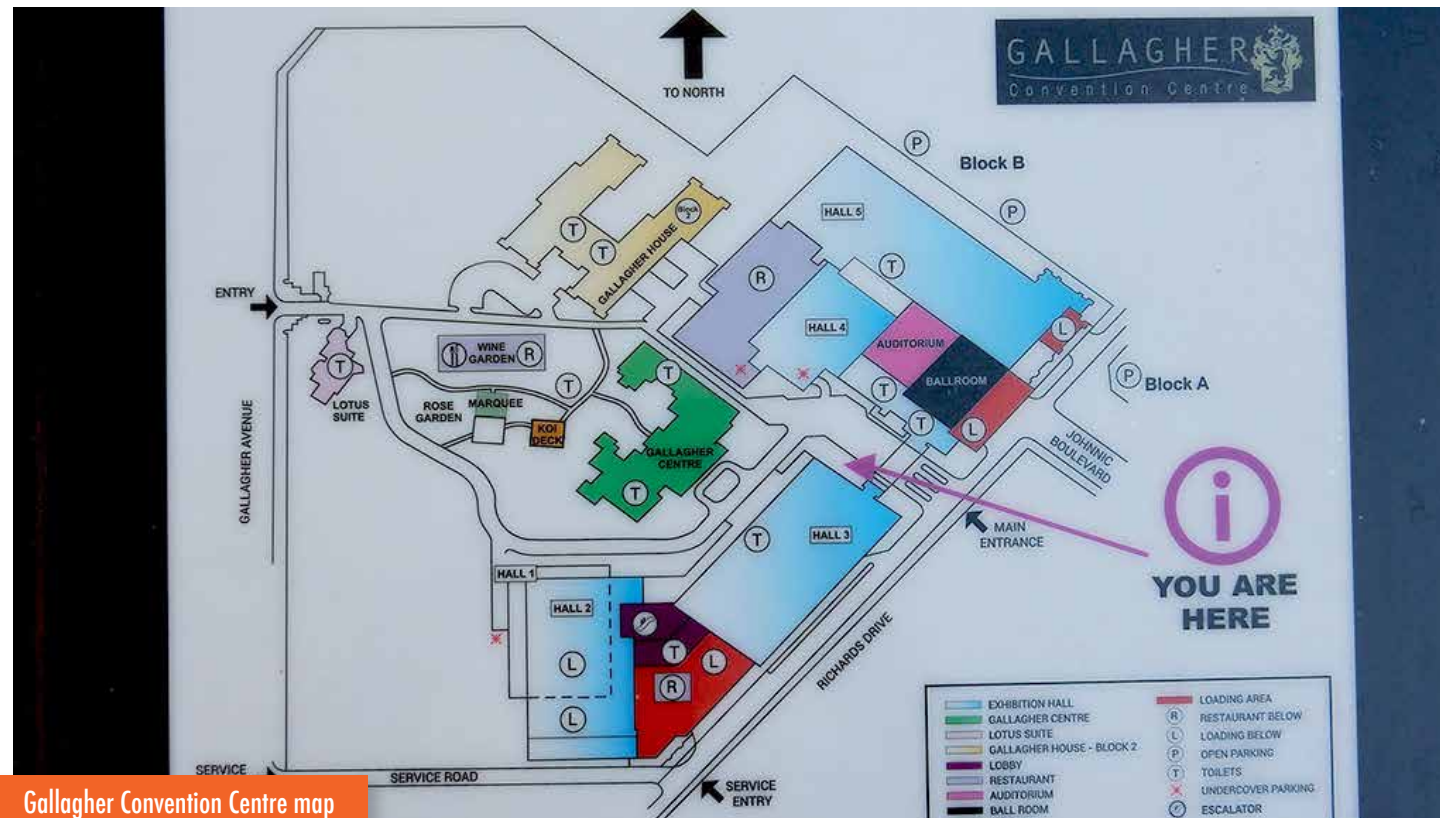 GALLAGHER
Convention Centre
TO NORTH
P
Block B
P
HALL 5
Block
2
T
T
GALLAGHER HOUSE
T
R
ENTRY
HALL 4
L
AUDITORIUM
WINE
GARDEN
R
T
T
BALLROOM
P
Block A
T
T
LOTUS
SUITE
ROSE
GARDEN
MARQUEE
KOI
DECK
T
L
JOHNNIC
BOULEVARD
GALLAGHER
CENTRE
GALLAGHER AVENUE
T
i
MAIN
ENTRANCE
T
HALL 3
YOU ARE
HERE
HALL 1
HALL 2
T
L
L
R
L
RICHARDS DRIVE
EXHIBITION HALL
GALLAGHER CENTRE
LOTUS SUITE
GALLAGHER HOUSE - BLOCK 2
LOBBY
RESTAURANT
AUDITORIUM
BALL ROOM
LOADING AREA
R RESTAURANT BELOW
L LOADING BELOW
P OPEN PARKING
T TOILETS
UNDERCOVER PARKING
ESCALATOR
SERVICE
SERVICE ROAD
SERVICE
ENTRY
Gallagher Convention Centre map